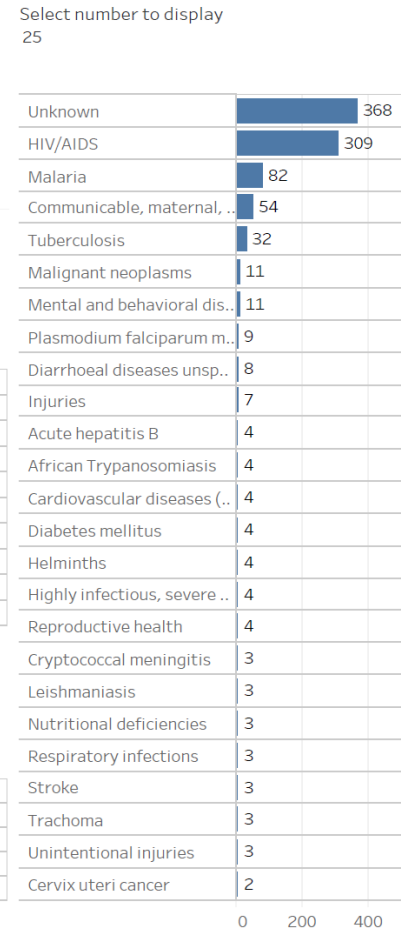 Select number to display
25
Unknown 368
HIV/AIDS 309
Malaria 82
Communicable, maternal, .. 54
Tuberculosis 32
Malignant neoplasms 11
Mental and behavioral dis.. 11
Plasmodium falciparum m.. 9
Diarrhoeal diseases unsp.. 8
Injuries 7
Acute hepatitis B 4
African Trypanosomiasis 4
Cardiovascular diseases (.. 4
Diabetes mellitus 4
Helminths 4
Highly infectious, severe .. 4
Reproductive health 4
Cryptococcal meningitis 3
Leishmaniasis 3
Nutritional deficiencies 3
Respiratory infections 3
Stroke 3
Trachoma 3
Unintentional injuries 3
Cervix uteri cancer 2
0 200 400